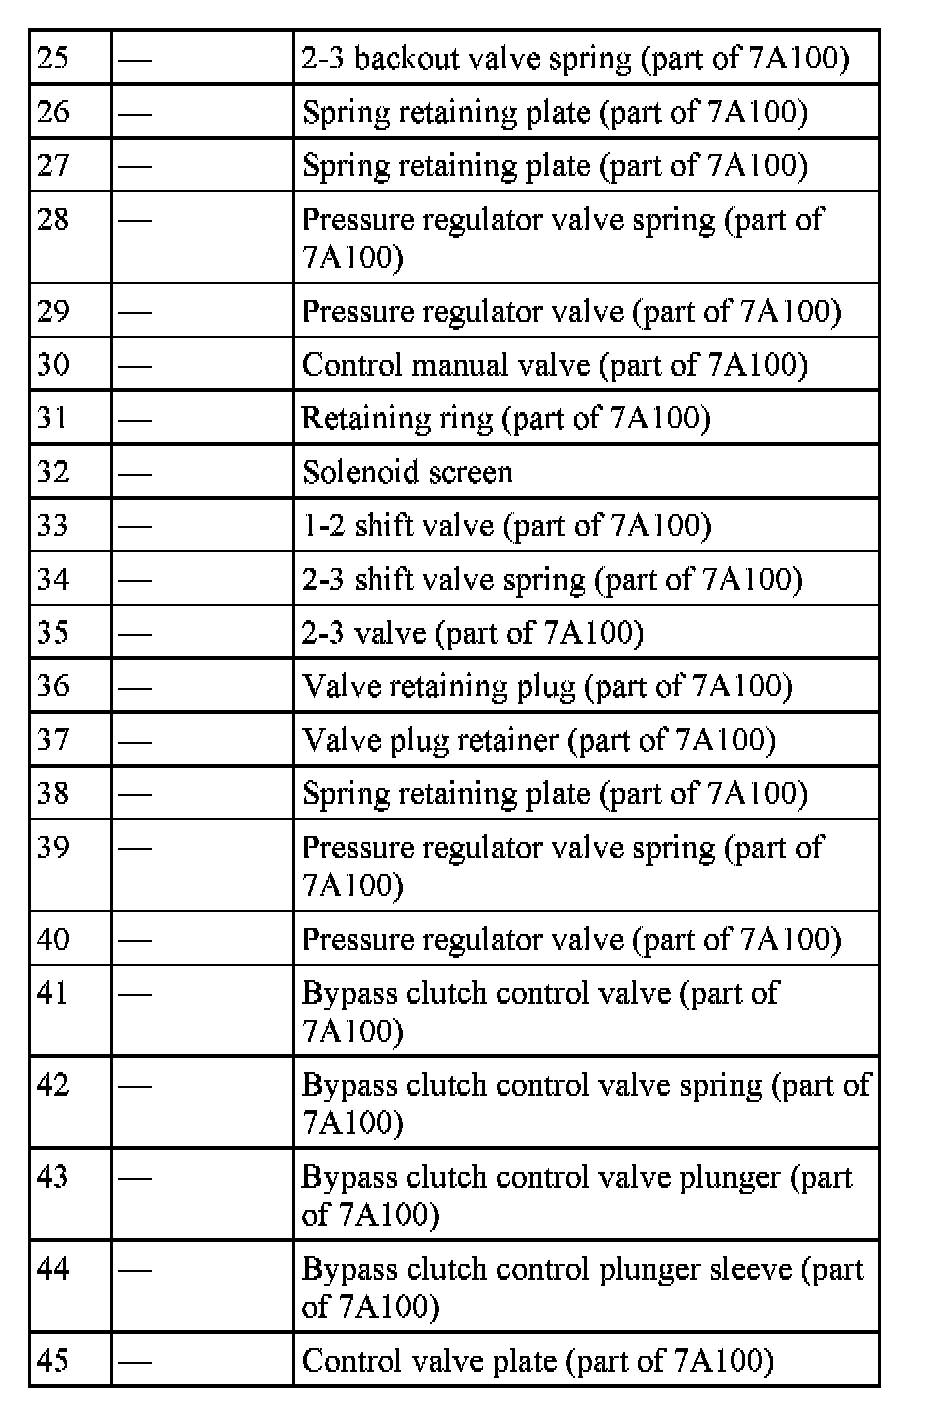 25 — 2-3 backout valve spring (part of 7A100)
26 — Spring retaining plate (part of 7A100)
27 — Spring retaining plate (part of 7A100)
28 — Pressure regulator valve spring (part of
7A100)
29 — Pressure regulator valve (part of 7A100)
30 — Control manual valve (part of 7A100)
31 — Retaining ring (part of 7A100)
32 — Solenoid screen
33 — 1-2 shift valve (part of 7A100)
34 — 2-3 shift valve spring (part of 7A100)
35 — 2-3 valve (part of 7A100)
36 — Valve retaining plug (part of 7A100)
37 — Valve plug retainer (part of 7A100)
38 — Spring retaining plate (part of 7A100)
39 — Pressure regulator valve spring (part of
7A100)
40 — Pressure regulator valve (part of 7A100)
41 — Bypass clutch control valve (part of
7A100)
42 — Bypass clutch control valve spring (part of
7A100)
43 — Bypass clutch control valve plunger (part
of 7A100)
44 — Bypass clutch control plunger sleeve (part
of 7A100)
45 — Control valve plate (part of 7A100)